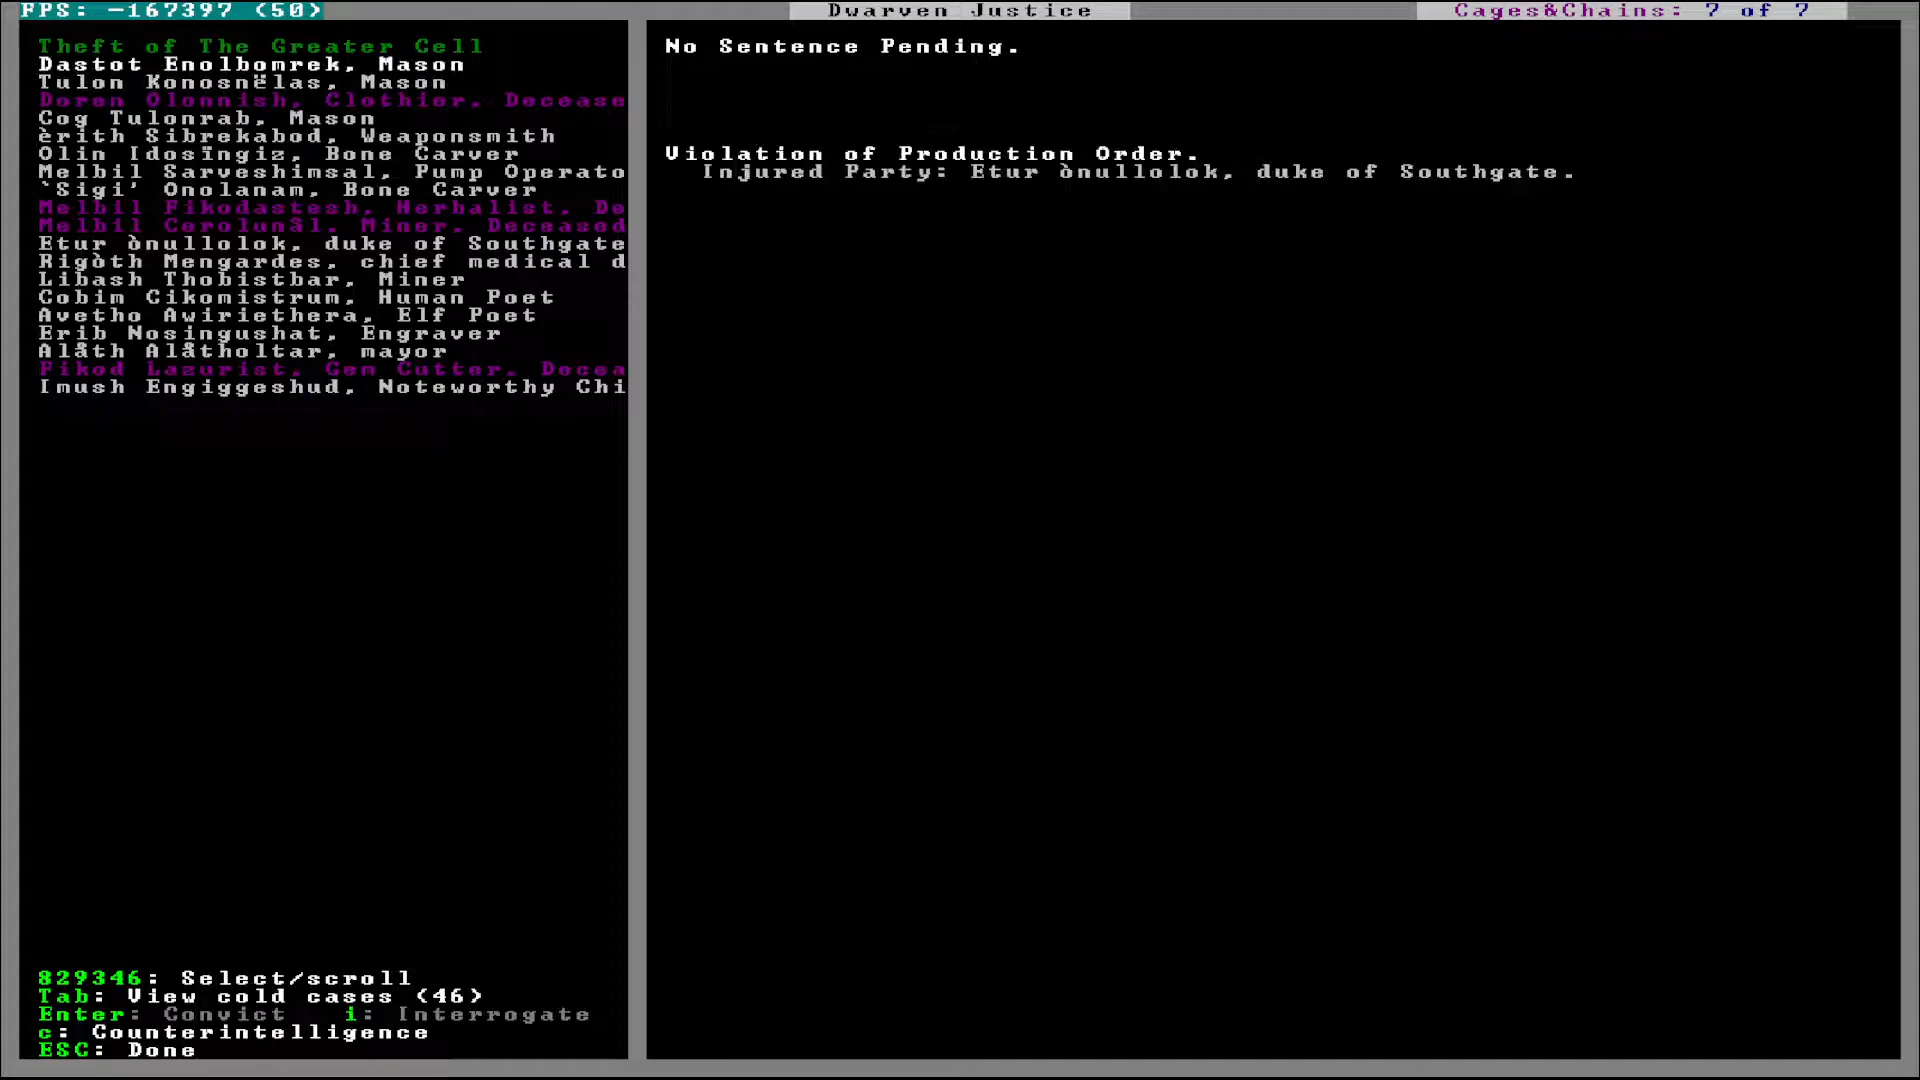 FPS: -167397 (50)
Dwarven Justice
Cages&Chains: 7 of 7
Theft of The Greater Cell
Dastot Enolbomrek, Mason
Tulon Konosnëlas, Mason
Doren Olonnish, Clothier. Decease
Cog Tulonrab, Mason
èrith Sibrekabod, Weaponsmith
Olin Idosïngiz, Bone Carver
Melbil Sarveshimsal, Pump Operato
`Sigi' Onolanam, Bone Carver
Melbil Fikodastesh, Herbalist. De
Melbil Cerolunâl, Miner. Deceased
Etur ònullolok, duke of Southgate
Rigòth Mengardes, chief medical d
Libash Thobistbar, Miner
Cobim Cikomistrum, Human Poet
Avetho Awiriethera, Elf Poet
Erib Nosingushat, Engraver
Alåth Alåtholtar, mayor
Fikod Lazurist, Gem Cutter. Decea
Imush Engiggeshud, Noteworthy Chi
829346: Select/scroll
Tab: View cold cases (46)
Enter: Convict i: Interrogate
c: Counterintelligence
ESC: Done
No Sentence Pending.
Violation of Production Order.
Injured Party: Etur ònullolok, duke of Southgate.